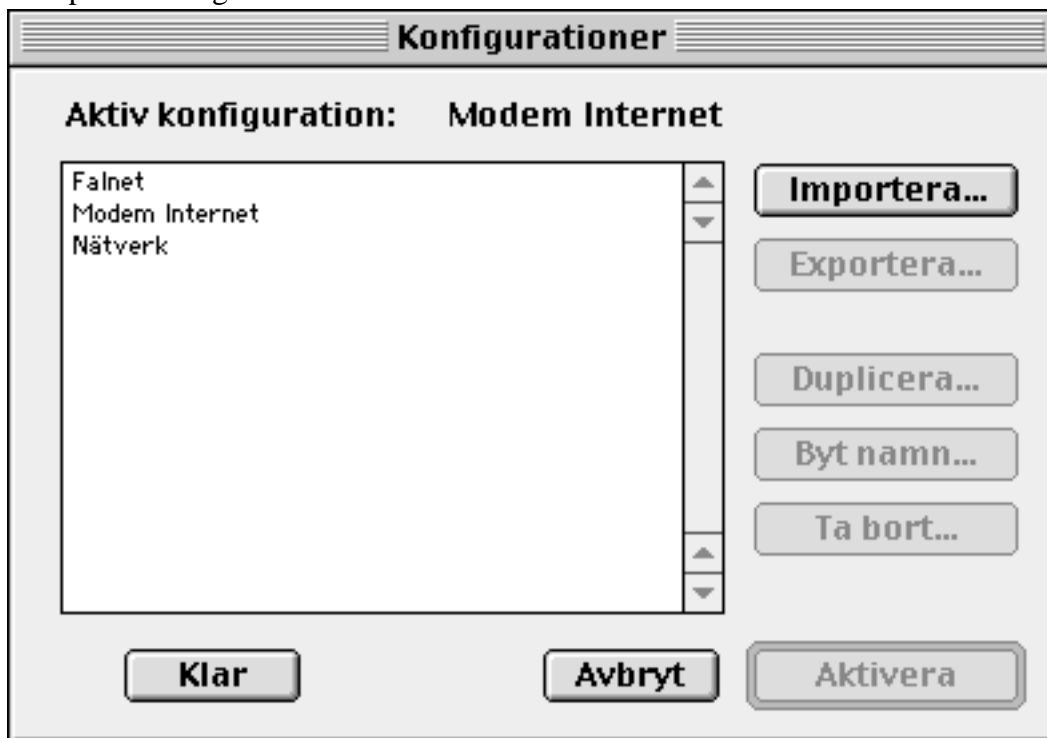 Konfigurationer
Aktiv konfiguration: Modem Internet
Falnet
Modem Internet
Nätverk
Importera...
Exportera...
Duplicera...
Byt namn...
Ta bort...
Klar
Avbryt
Aktivera